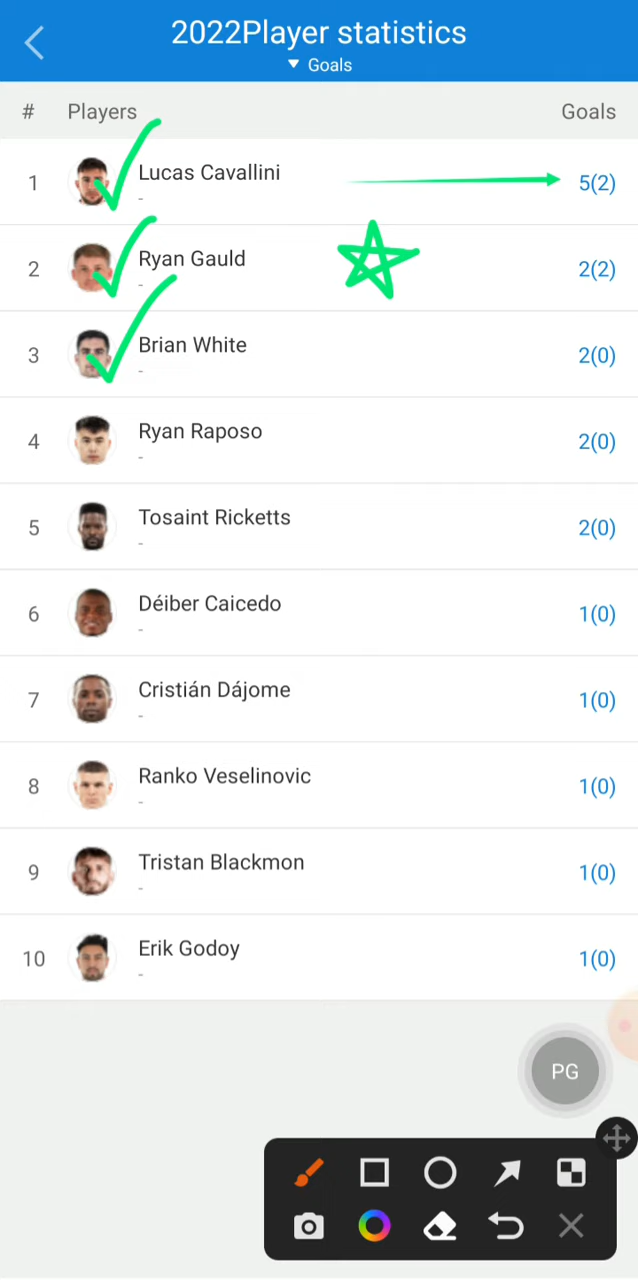 2022Player statistics
▼ Goals
# Players Goals
1 Lucas Cavallini 5(2)
-
2 Ryan Gauld 2(2)
-
3 Brian White 2(0)
-
4 Ryan Raposo 2(0)
-
5 Tosaint Ricketts 2(0)
-
6 Déiber Caicedo 1(0)
-
7 Cristián Dájome 1(0)
-
8 Ranko Veselinovic 1(0)
-
9 Tristan Blackmon 1(0)
-
10 Erik Godoy 1(0)
-
PG